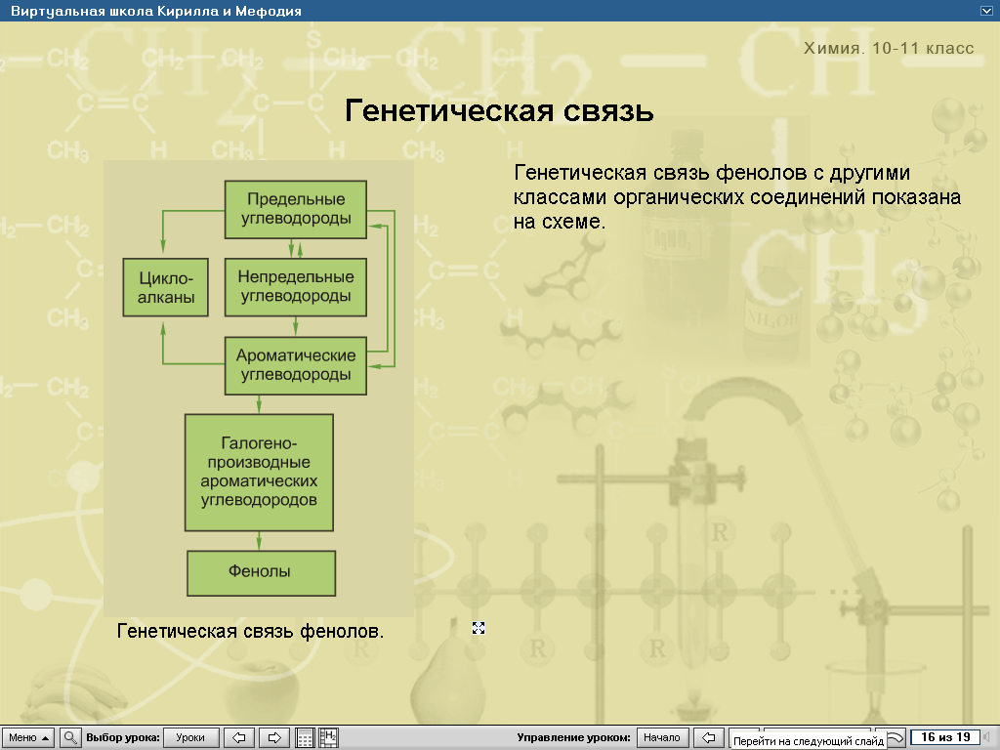 Виртуальная школа Кирилла и Мефодия
Химия. 10-11 класс
Генетическая связь
Генетическая связь фенолов с другими
классами органических соединений показана
на схеме.
Предельные
углеводороды
Цикло-
алканы
Непредельные
углеводороды
Ароматические
углеводороды
Галогено-
производные
ароматических
углеводородов
Фенолы
Генетическая связь фенолов.
AgNO3
NH4OH
R
R
R
Меню
Выбор урока:
Уроки
Управление уроком:
Начало
Перейти на следующий слайд
16 из 19